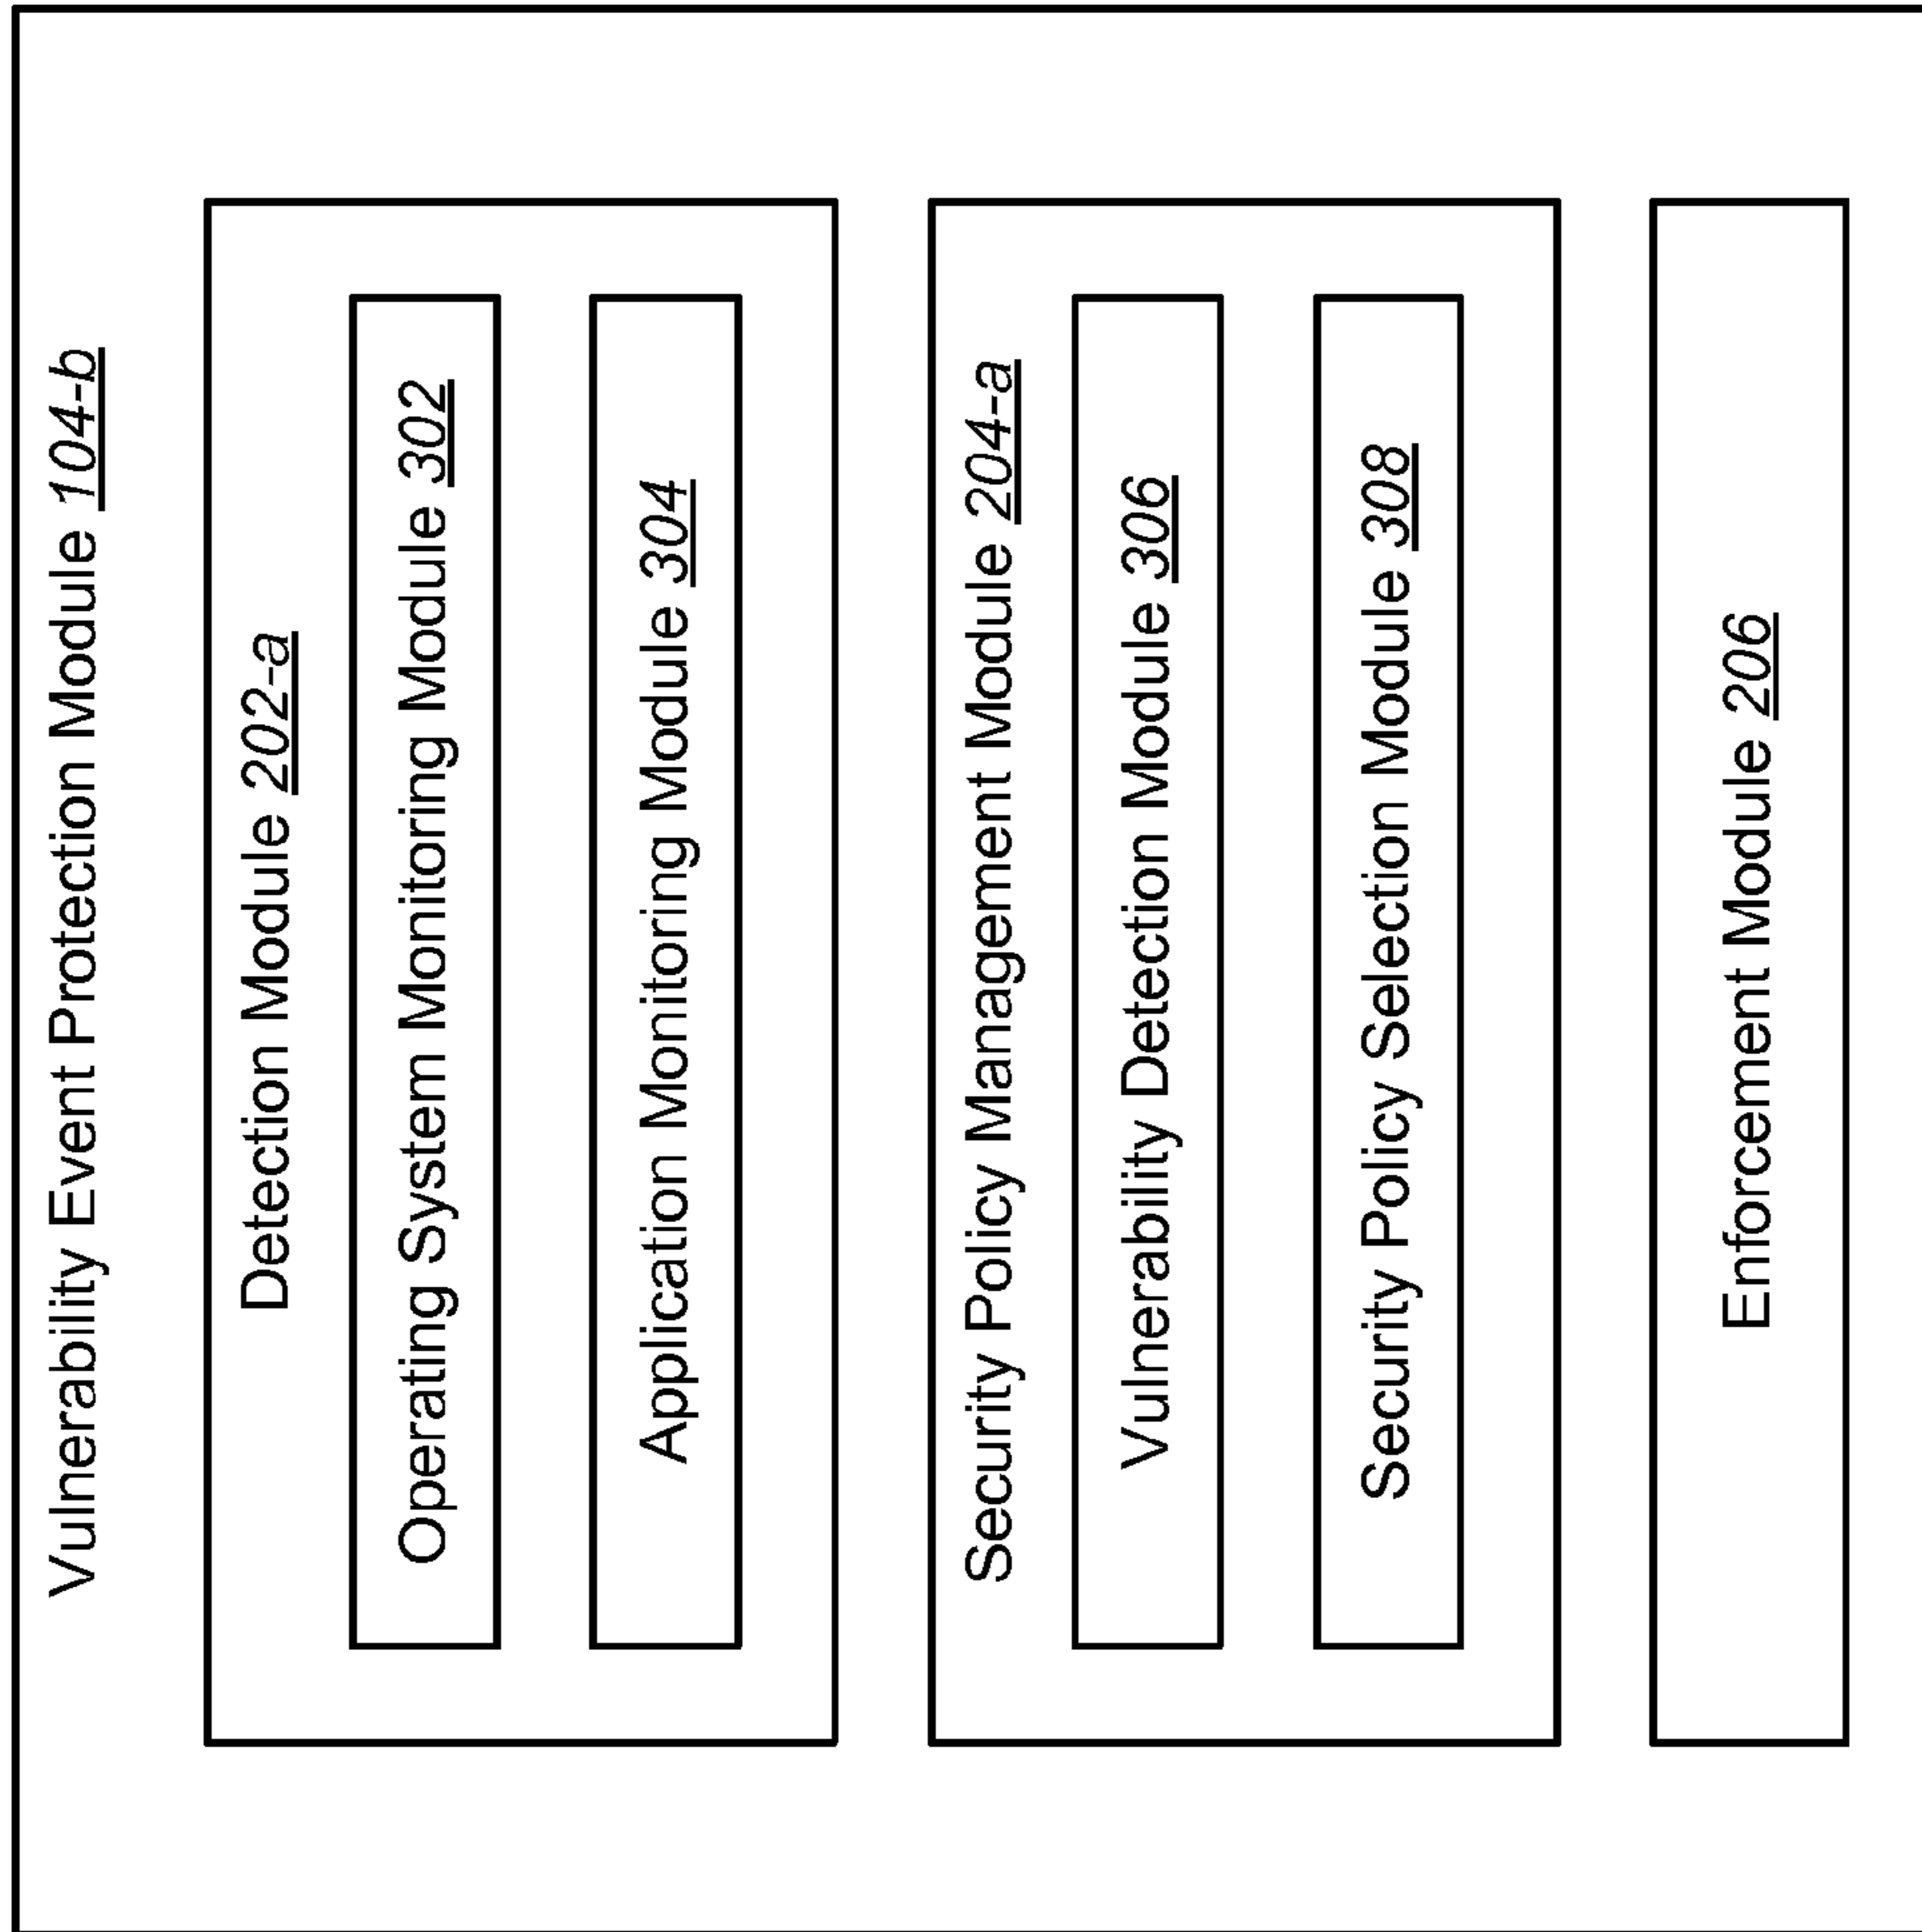 Vulnerability Event Protection Module 104-b
Detection Module 202-a
Operating System Monitoring Module 302
Application Monitoring Module 304
Security Policy Management Module 204-a
Vulnerability Detection Module 306
Security Policy Selection Module 308
Enforcement Module 206